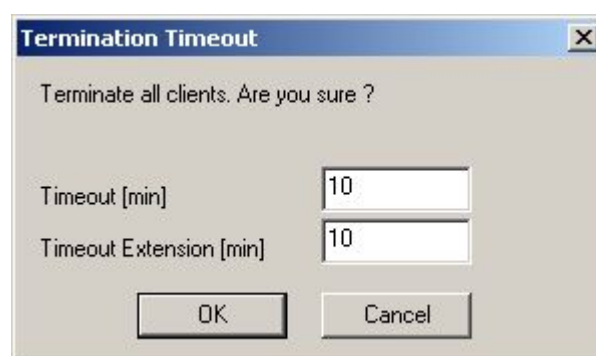 Termination Timeout
Terminate all clients. Are you sure ?
Timeout [min] 10
Timeout Extension [min] 10
OK Cancel